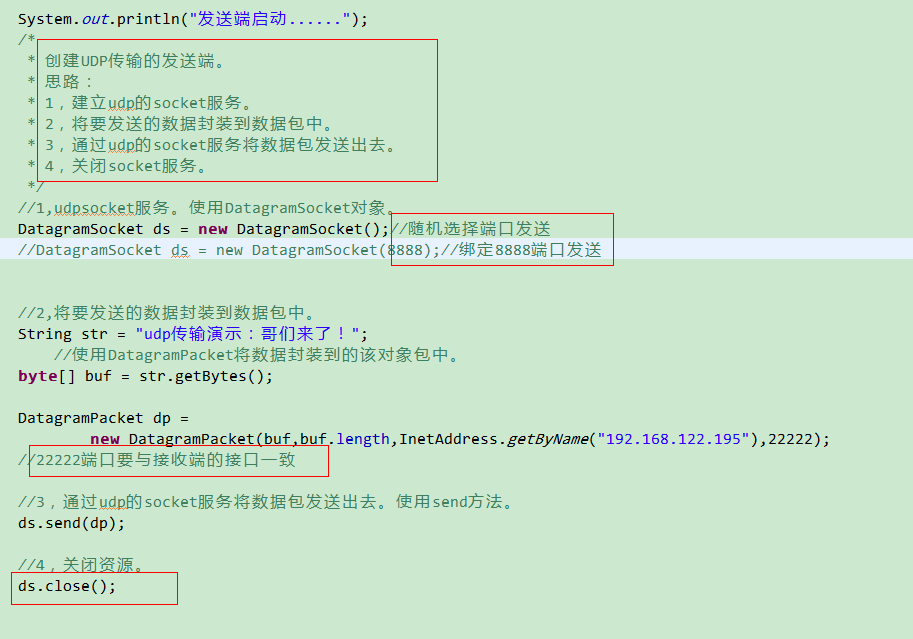 System.out.println("发送端启动......");
/*
 * 创建UDP传输的发送端。
 * 思路：
 * 1，建立udp的socket服务。
 * 2，将要发送的数据封装到数据包中。
 * 3，通过udp的socket服务将数据包发送出去。
 * 4，关闭socket服务。
 */
//1,udpsocket服务。使用DatagramSocket对象。
DatagramSocket ds = new DatagramSocket();//随机选择端口发送
//DatagramSocket ds = new DatagramSocket(8888);//绑定8888端口发送
//2,将要发送的数据封装到数据包中。
String str = "udp传输演示：哥们来了！";
    //使用DatagramPacket将数据封装到的该对象包中。
byte[] buf = str.getBytes();
DatagramPacket dp =
        new DatagramPacket(buf,buf.length,InetAddress.getByName("192.168.122.195"),22222);
//22222端口要与接收端的接口一致
//3，通过udp的socket服务将数据包发送出去。使用send方法。
ds.send(dp);
//4，关闭资源。
ds.close();